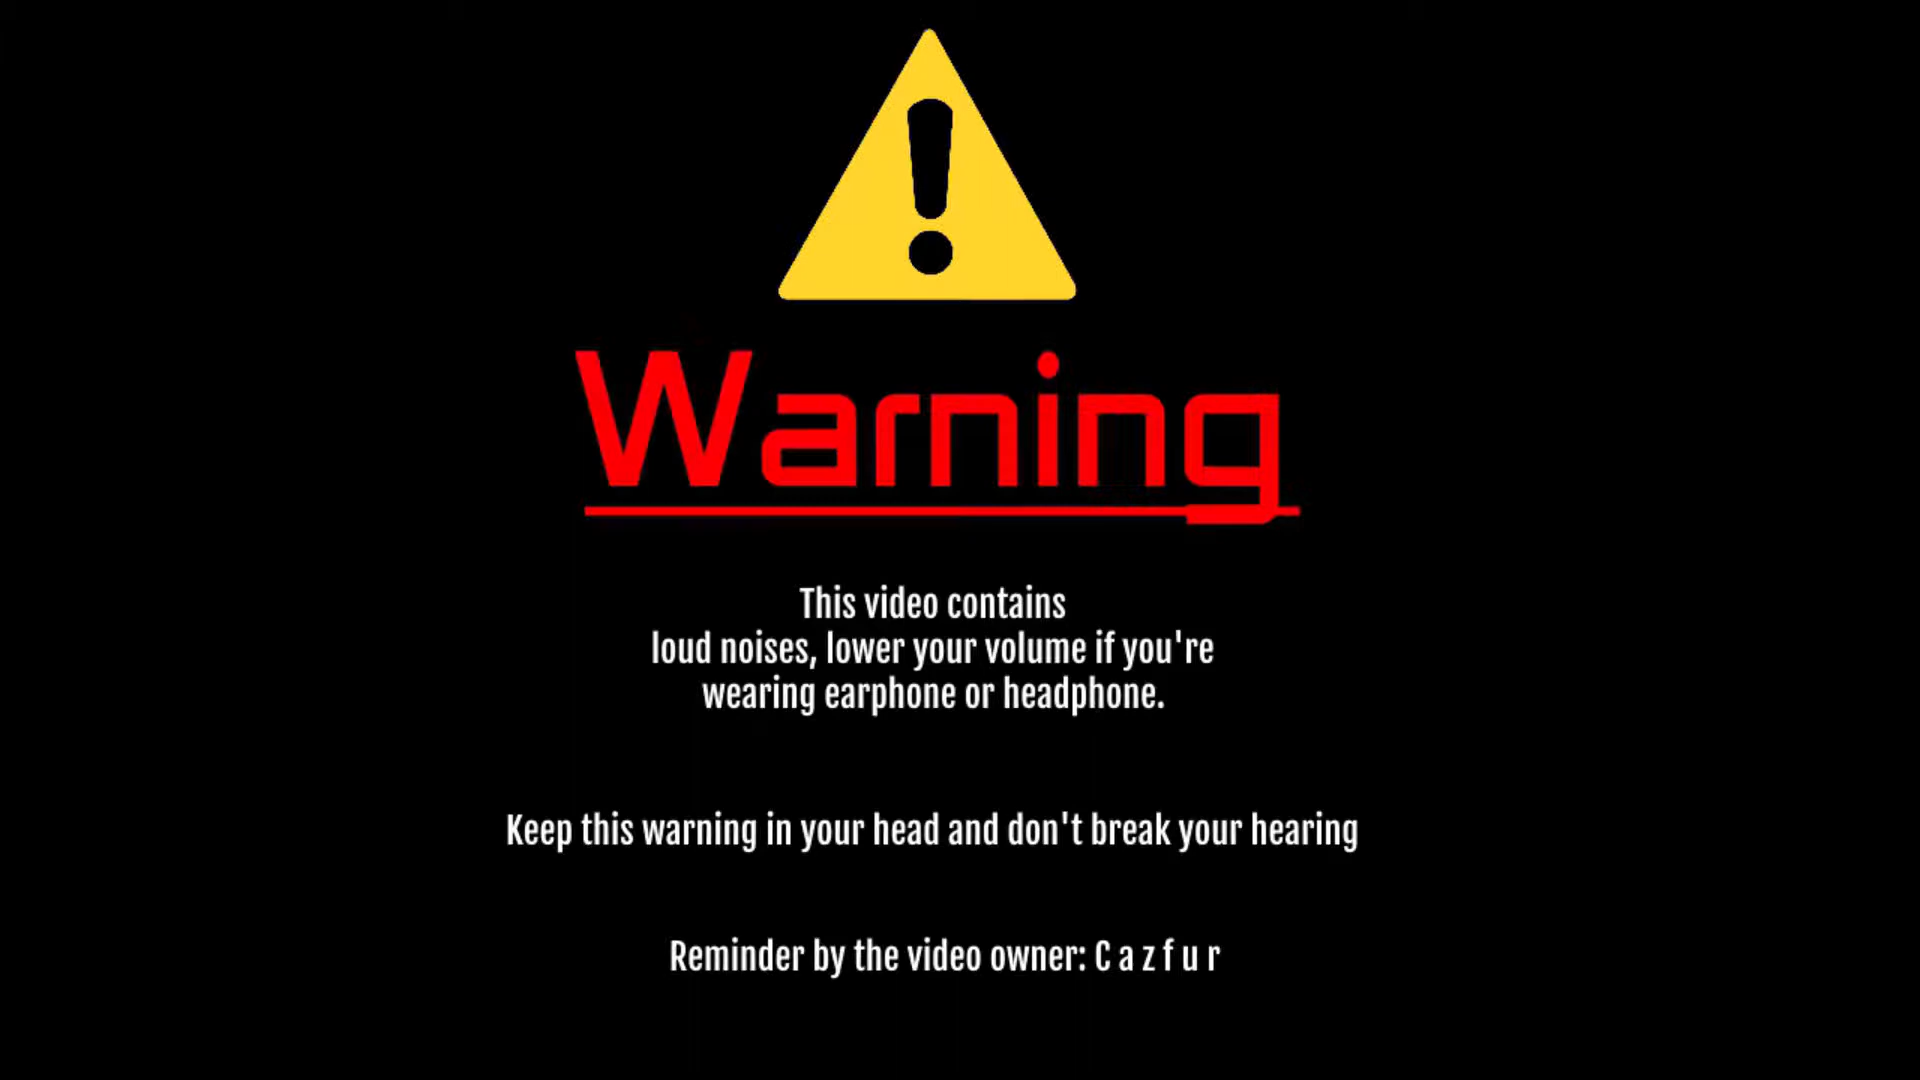 Warning
This video contains
loud noises, lower your volume if you're
wearing earphone or headphone.
Keep this warning in your head and don't break your hearing
Reminder by the video owner: C a z f u r